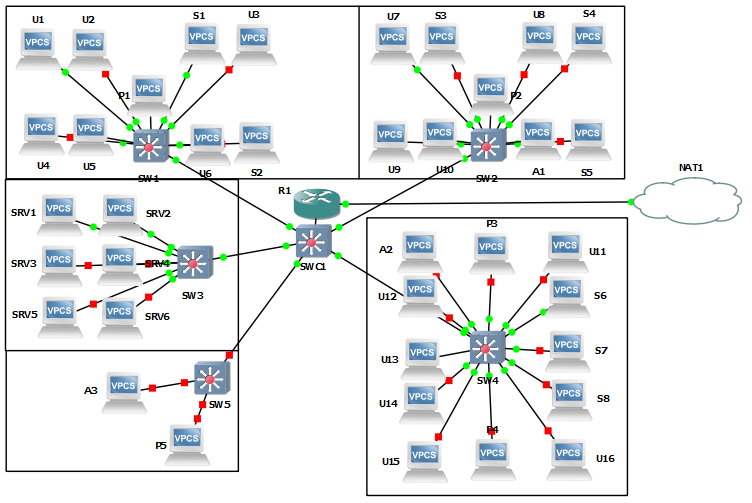 U1 U2 S1 U3
VPCS VPCS VPCS VPCS
P1
VPCS
VPCS VPCS VPCS VPCS
U4 U5 SW1 U6 S2
U7 S3 U8 S4
VPCS VPCS VPCS VPCS
P2
VPCS
VPCS VPCS VPCS VPCS
U9 U10 SW2 A1 S5
R1
NAT1
SWC1
SRV1 VPCS VPCS SRV2
SRV3 VPCS VPCS SRV4
SW3
SRV5 VPCS VPCS SRV6
A3 VPCS
SW5
P5 VPCS
P3
A2 VPCS VPCS VPCS U11
U12 VPCS VPCS S6
U13 VPCS VPCS S7
SW4
U14 VPCS VPCS S8
P4
U15 VPCS VPCS VPCS U16